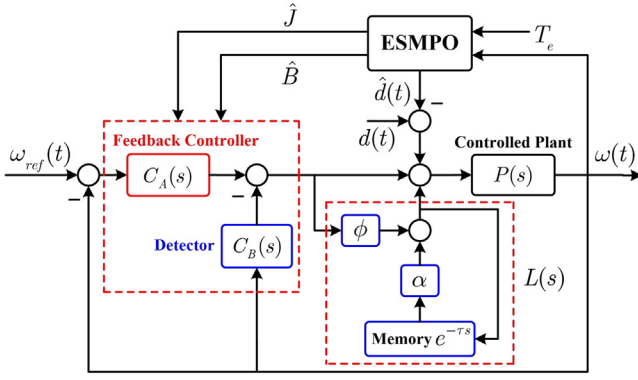 Ĵ
ESMPO
T_e
B̂
d̂(t)
−
d(t)
Feedback Controller
Controlled Plant
ω_ref(t)
C_A(s)
P(s)
ω(t)
−
−
Detector
C_B(s)
ϕ
α
L(s)
Memory e^{−τs}